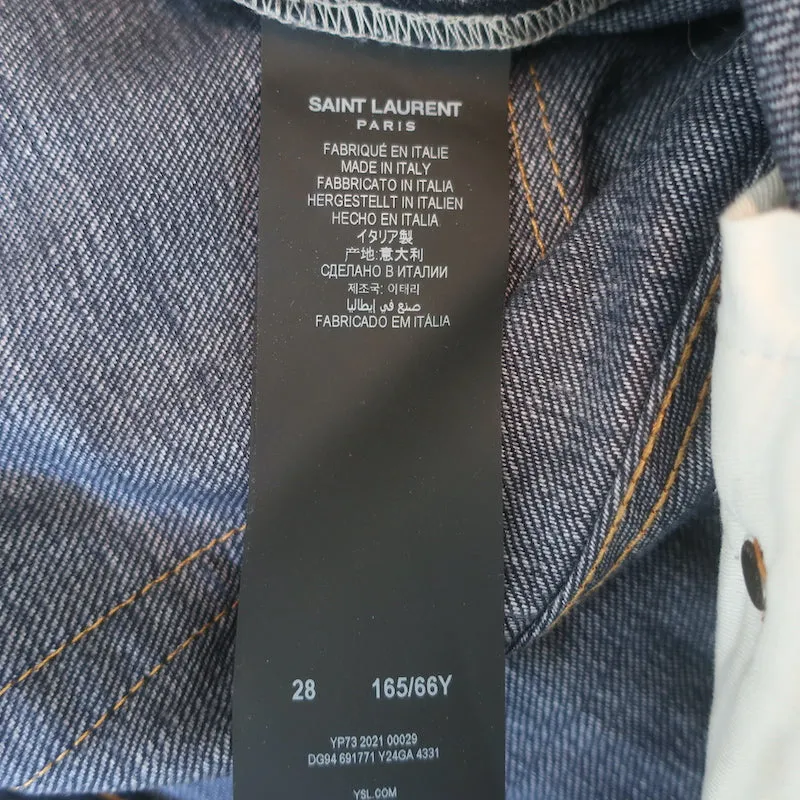 SAINT LAURENT
PARIS
FABRIQUÉ EN ITALIE
MADE IN ITALY
FABBRICATO IN ITALIA
HERGESTELLT IN ITALIEN
HECHO EN ITALIA
イタリア製
产地:意大利
СДЕЛАНО В ИТАЛИИ
제조국: 이태리
صنع في إيطاليا
FABRICADO EM ITÁLIA
28 165/66Y
YP73 2021 00029
DG94 691771 Y24GA 4331
YSL.COM